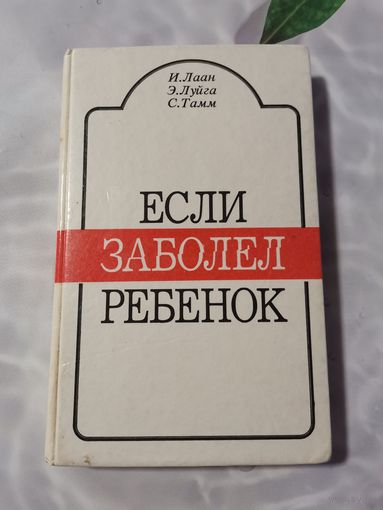 И. Лаан
Э. Луйга
С. Тамм
ЕСЛИ
ЗАБОЛЕЛ
РЕБЕНОК